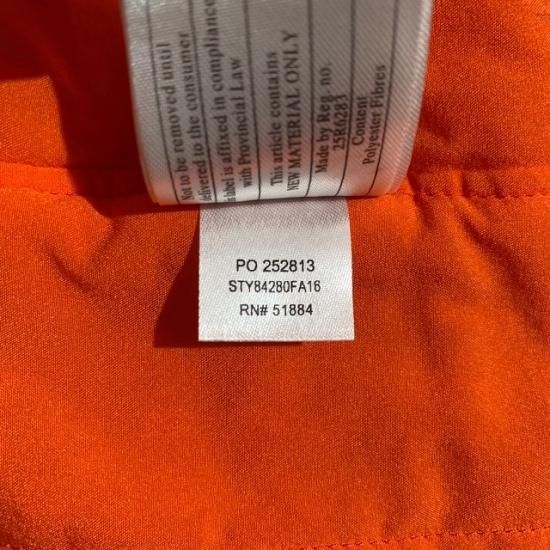 Not to be removed until
delivered to the consumer
is label is affixed in compliance
with Provincial Law
This article contains
NEW MATERIAL ONLY
Made by Reg. no.
25R6283
Content
Polyester Fibres
PO 252813
STY84280FA16
RN# 51884